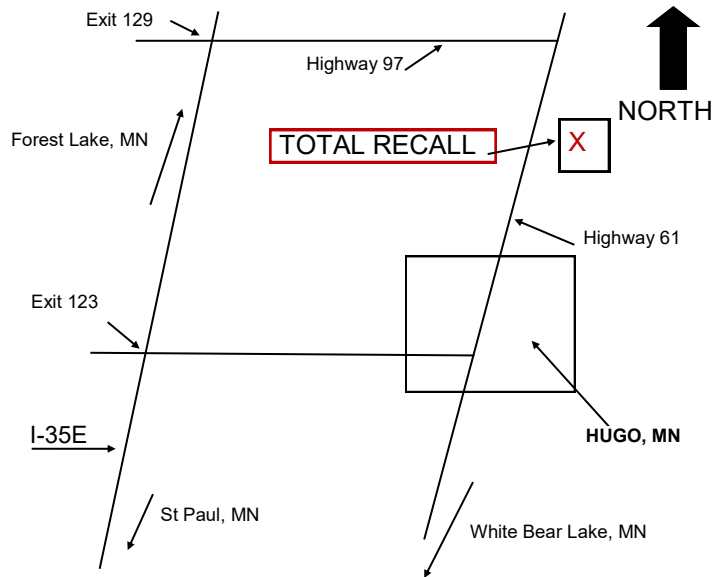 Exit 129
Highway 97
NORTH
Forest Lake, MN
TOTAL RECALL
X
Highway 61
Exit 123
I-35E
HUGO, MN
St Paul, MN
White Bear Lake, MN